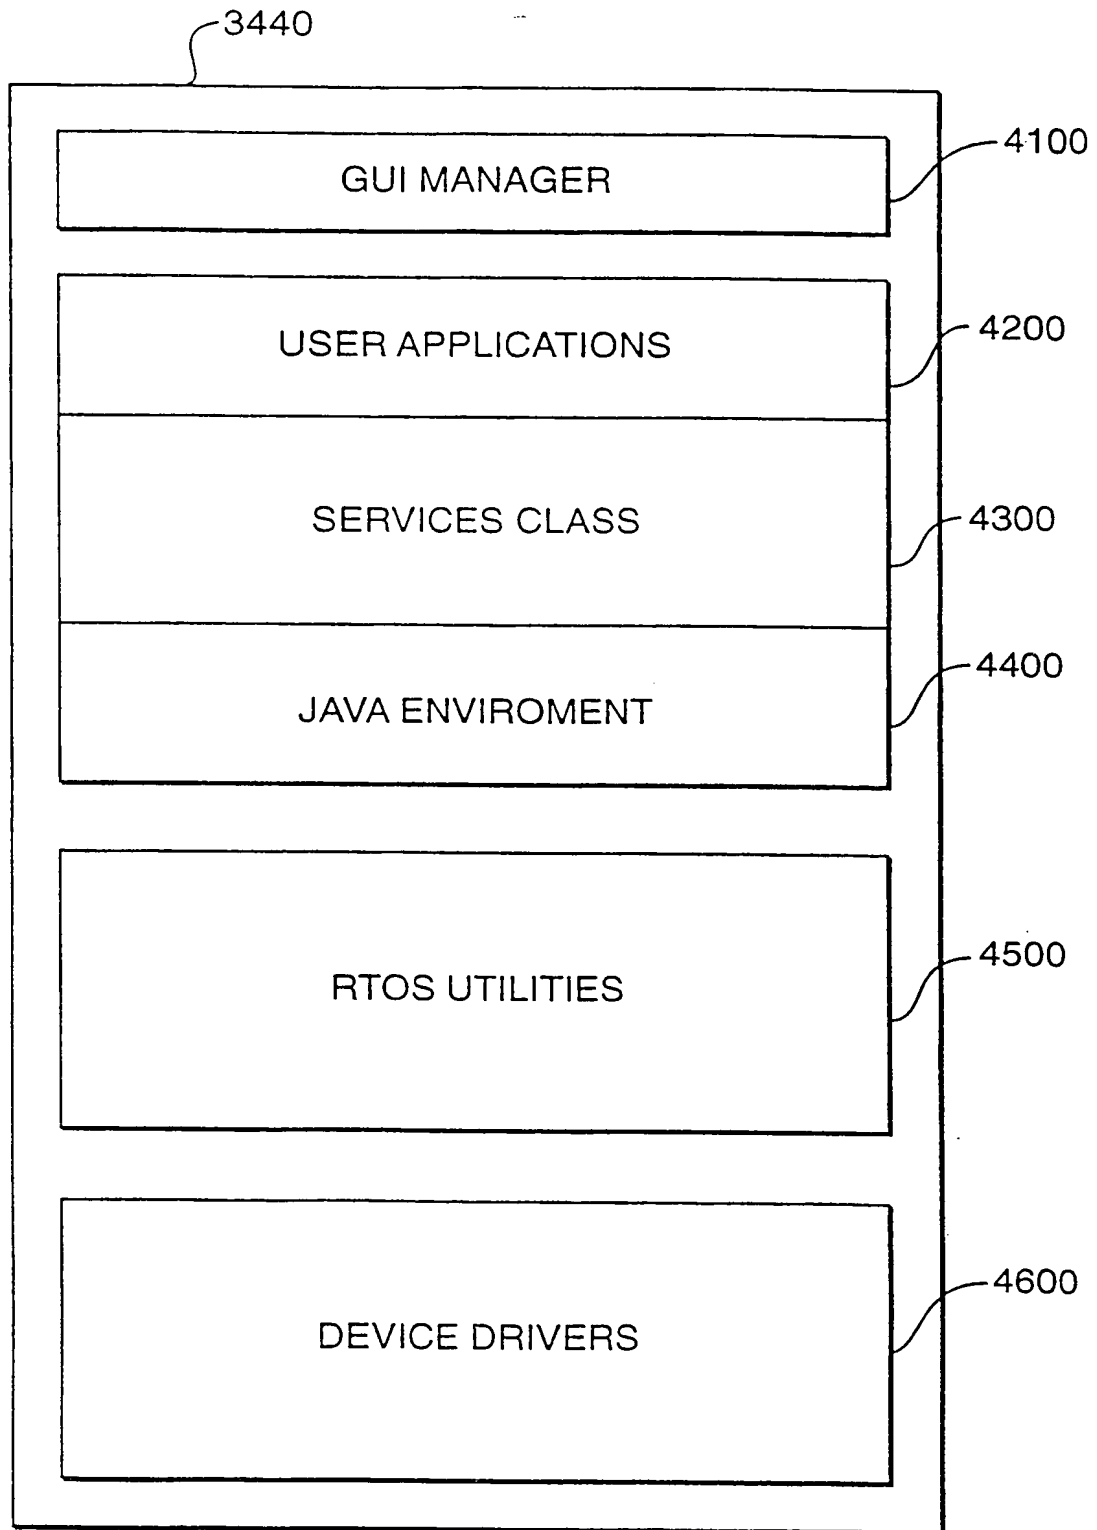 3440
GUI MANAGER
4100
USER APPLICATIONS
4200
SERVICES CLASS
4300
JAVA ENVIROMENT
4400
RTOS UTILITIES
4500
DEVICE DRIVERS
4600